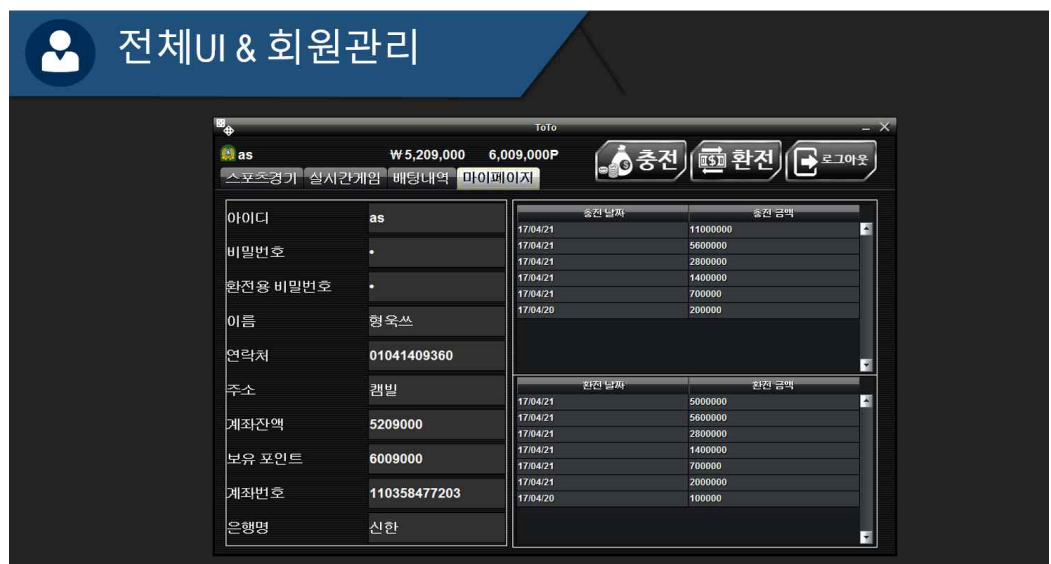 전체UI & 회원관리
ToTo
as ₩5,209,000 6,009,000P 충전 환전 로그아웃
스포츠경기 실시간게임 배팅내역 마이페이지
아이디 as
비밀번호 •
환전용 비밀번호 •
이름 형욱쓰
연락처 01041409360
주소 캠빌
계좌잔액 5209000
보유 포인트 6009000
계좌번호 110358477203
은행명 신한
충전 날짜 충전 금액
17/04/21 11000000
17/04/21 5600000
17/04/21 2800000
17/04/21 1400000
17/04/21 700000
17/04/20 200000
환전 날짜 환전 금액
17/04/21 5000000
17/04/21 5600000
17/04/21 2800000
17/04/21 1400000
17/04/21 700000
17/04/21 2000000
17/04/20 100000